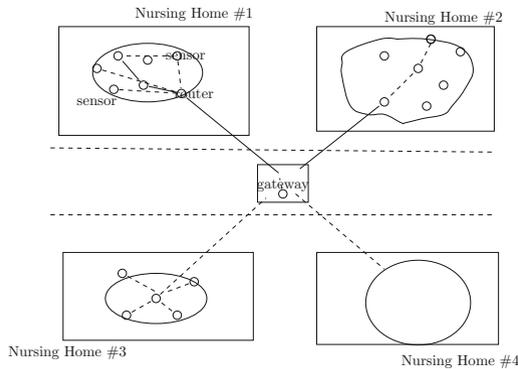 Nursing Home #1
Nursing Home #2
sensor
sensor
router
gateway
Nursing Home #3
Nursing Home #4